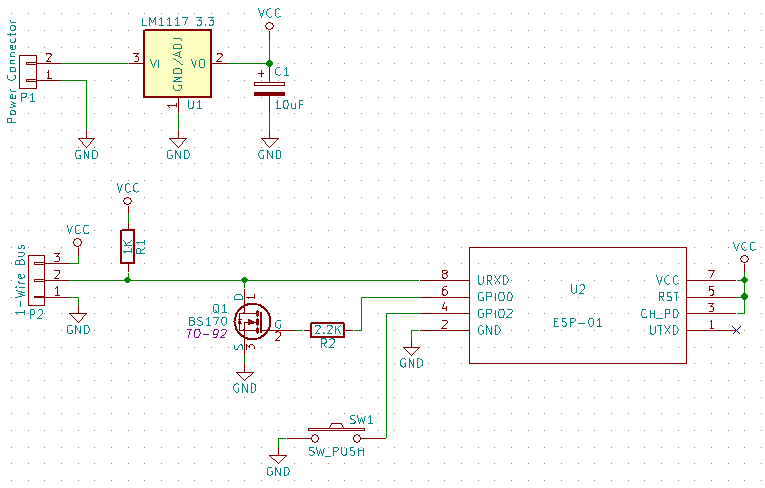 VCC
LM1117 3.3
Power Connector
2
1
P1
3
VI
GND/ADJ
VO
2
1
U1
+
C1
10uF
GND
GND
GND
VCC
VCC
1K
R1
1-Wire Bus
3
2
1
P2
GND
Q1
BS170
TO-92
D
1
G
2
S
3
GND
2.2K
R2
8
URXD
6
GPIO0
4
GPIO2
2
GND
GND
U2
ESP-01
VCC
7
RST
5
CH_PD
3
UTXD
1
VCC
SW1
SW_PUSH
GND